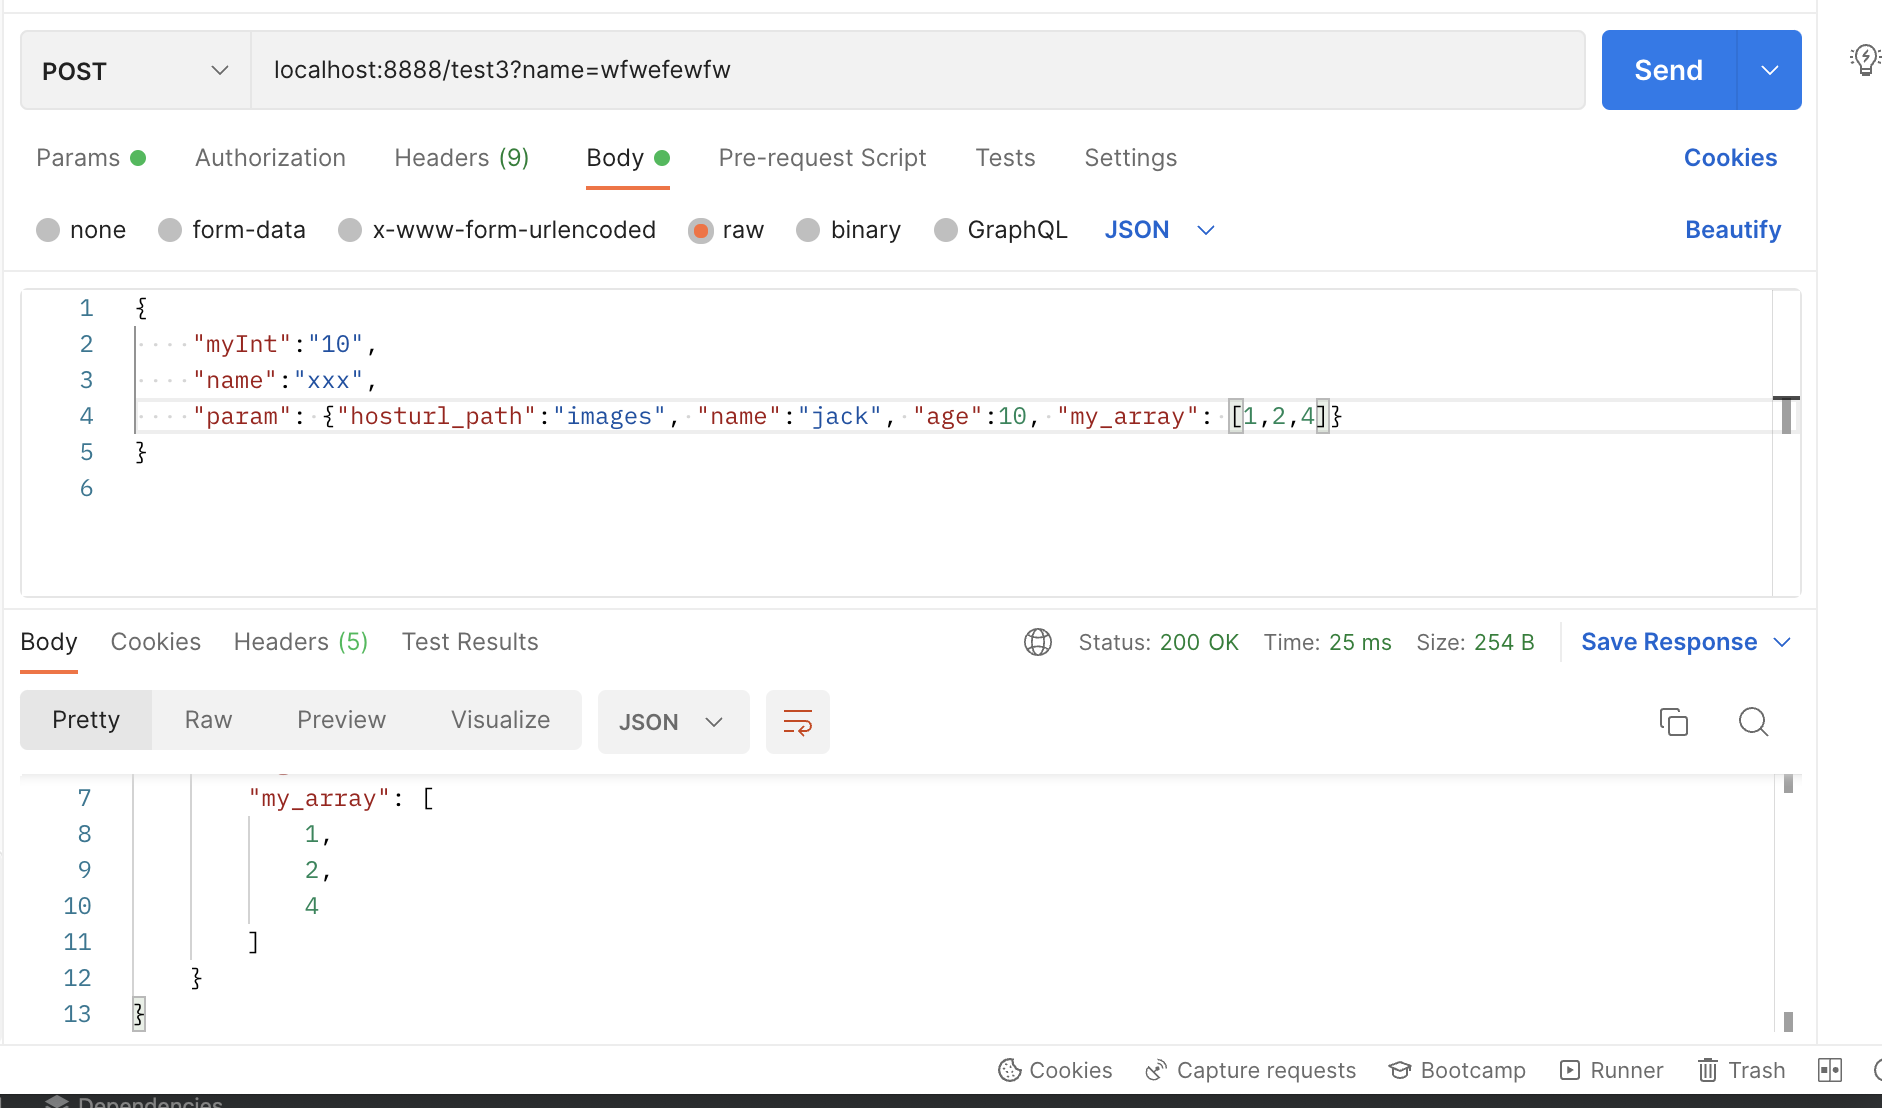 POST localhost:8888/test3?name=wfwefewfw Send
Params Authorization Headers (9) Body Pre-request Script Tests Settings Cookies
none form-data x-www-form-urlencoded raw binary GraphQL JSON Beautify
1 {
2 "myInt":"10",
3 "name":"xxx",
4 "param": {"hosturl_path":"images", "name":"jack", "age":10, "my_array": [1,2,4]}
5 }
6
Body Cookies Headers (5) Test Results Status: 200 OK Time: 25 ms Size: 254 B Save Response
Pretty Raw Preview Visualize JSON
7 "my_array": [
8 1,
9 2,
10 4
11 ]
12 }
13 }
Cookies Capture requests Bootcamp Runner Trash
Dependencies